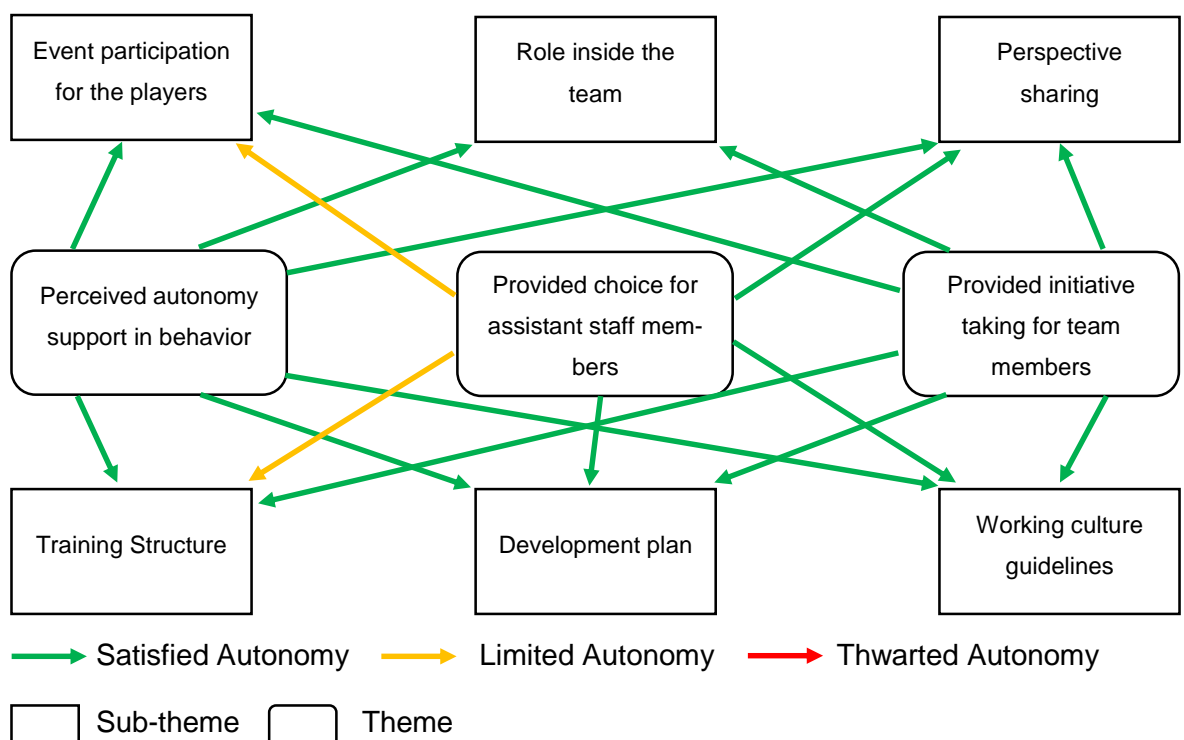 Event participation
for the players
Role inside the
team
Perspective
sharing
Perceived autonomy
support in behavior
Provided choice for
assistant staff mem-
bers
Provided initiative
taking for team
members
Training Structure
Development plan
Working culture
guidelines
Satisfied Autonomy
Limited Autonomy
Thwarted Autonomy
Sub-theme
Theme